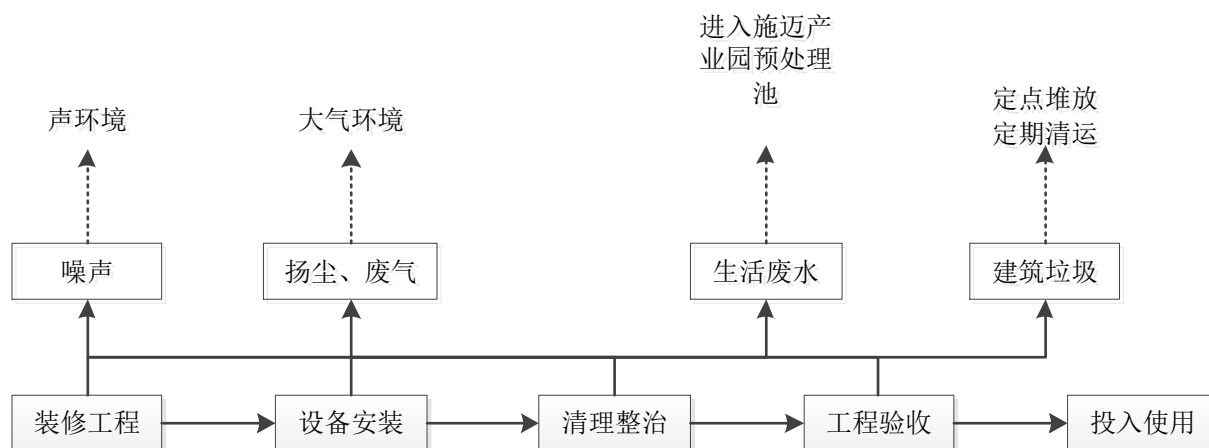 进入施迈产
业园预处理
池
声环境
大气环境
定点堆放
定期清运
噪声
扬尘、废气
生活废水
建筑垃圾
装修工程
设备安装
清理整治
工程验收
投入使用